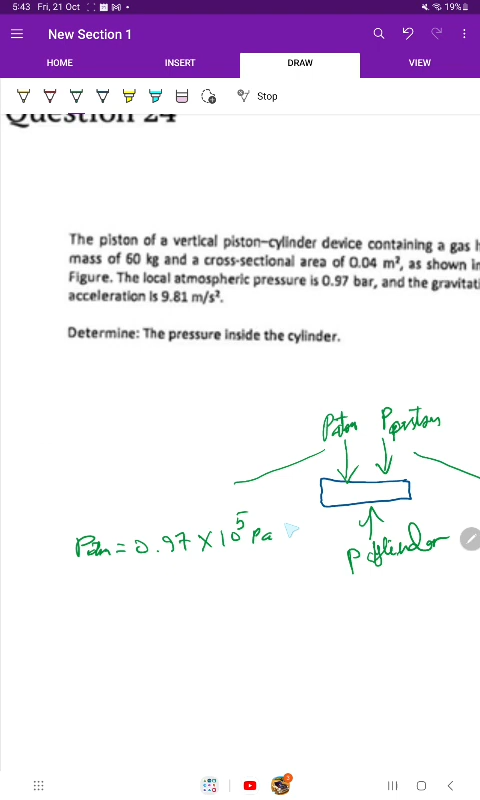 5:43 Fri, 21 Oct M 19%
New Section 1
HOME INSERT DRAW VIEW
Stop
Question 24
The piston of a vertical piston–cylinder device containing a gas h
mass of 60 kg and a cross-sectional area of 0.04 m², as shown in
Figure. The local atmospheric pressure is 0.97 bar, and the gravitati
acceleration is 9.81 m/s².
Determine: The pressure inside the cylinder.
Patm Ppiston
Patm = 0.97 × 10⁵ Pa
P cylinder